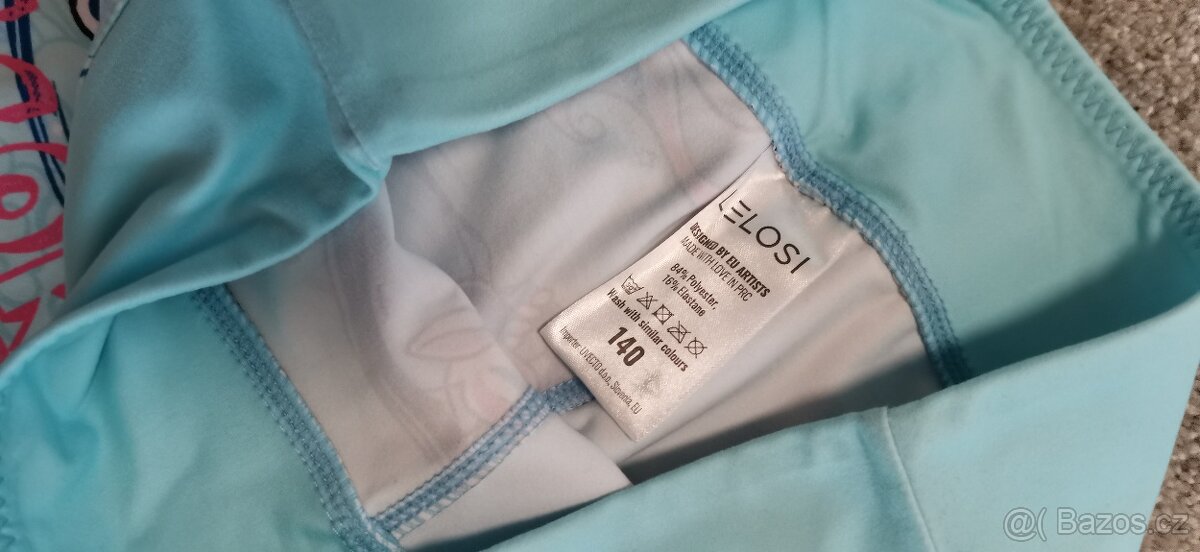 LELOSI
DESIGNED BY EU ARTISTS
MADE WITH LOVE IN PRC
84% Polyester,
16% Elastane
Wash with similar colours
140
Importer: d.o.o., Slovenia, EU
@( Bazos.cz